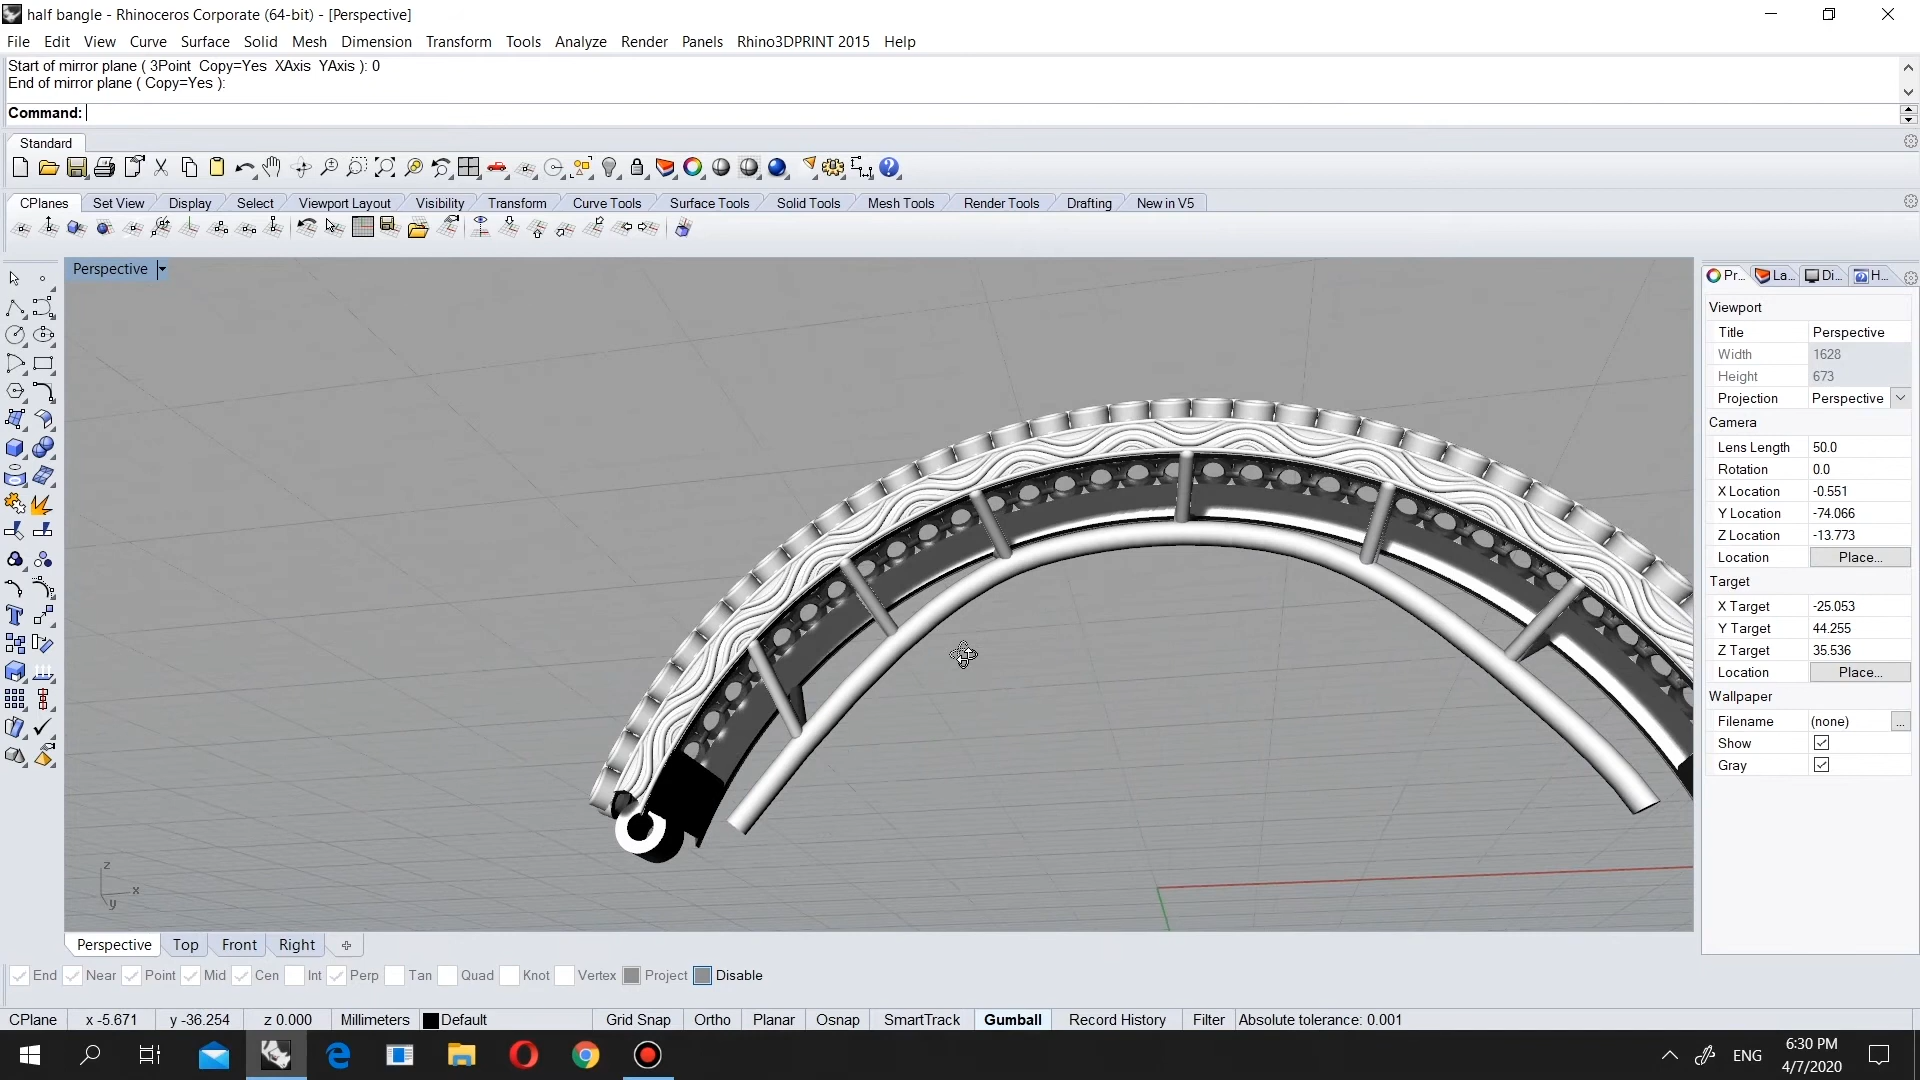 half bangle - Rhinoceros Corporate (64-bit) - [Perspective]
File Edit View Curve Surface Solid Mesh Dimension Transform Tools Analyze Render Panels Rhino3DPRINT 2015 Help
Start of mirror plane ( 3Point Copy=Yes XAxis YAxis ): 0
End of mirror plane ( Copy=Yes ):
Command:
Standard
CPlanes Set View Display Select Viewport Layout Visibility Transform Curve Tools Surface Tools Solid Tools Mesh Tools Render Tools Drafting New in V5
Perspective
Pr... La... Di... H...
Viewport
Title Perspective
Width 1628
Height 673
Projection Perspective
Camera
Lens Length 50.0
Rotation 0.0
X Location -0.551
Y Location -74.066
Z Location -13.773
Location Place...
Target
X Target -25.053
Y Target 44.255
Z Target 35.536
Location Place...
Wallpaper
Filename (none) ...
Show
Gray
z
x
y
Perspective Top Front Right
End Near Point Mid Cen Int Perp Tan Quad Knot Vertex Project Disable
CPlane x -5.671 y -36.254 z 0.000 Millimeters Default Grid Snap Ortho Planar Osnap SmartTrack Gumball Record History Filter Absolute tolerance: 0.001
ENG
6:30 PM
4/7/2020